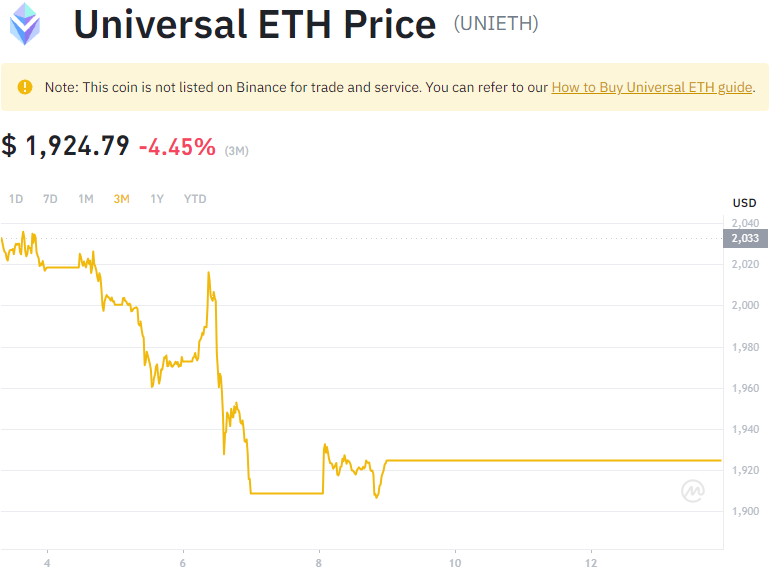 Universal ETH Price (UNIETH)
Note: This coin is not listed on Binance for trade and service. You can refer to our How to Buy Universal ETH guide.
$ 1,924.79 -4.45% (3M)
1D 7D 1M 3M 1Y YTD
USD
2,040
2,033
2,020
2,000
1,980
1,960
1,940
1,920
1,900
4 6 8 10 12